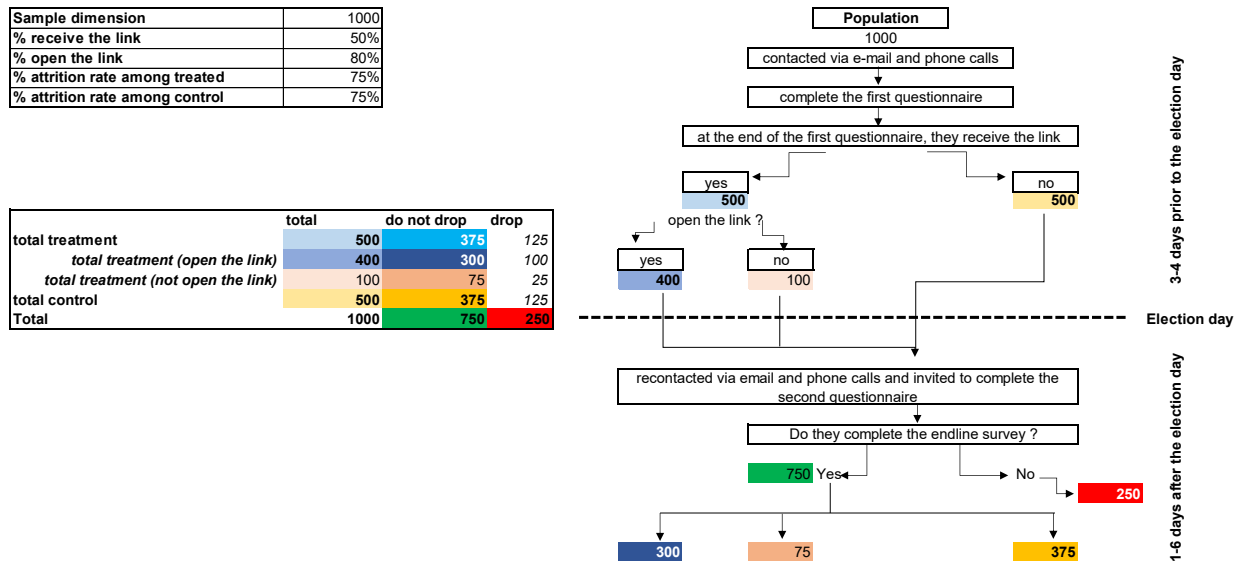 Sample dimension 1000
% receive the link 50%
% open the link 80%
% attrition rate among treated 75%
% attrition rate among control 75%
total do not drop drop
total treatment 500 375 125
total treatment (open the link) 400 300 100
total treatment (not open the link) 100 75 25
total control 500 375 125
Total 1000 750 250
Population
1000
contacted via e-mail and phone calls
complete the first questionnaire
at the end of the first questionnaire, they receive the link
yes no
500 500
open the link ?
yes no
400 100
3-4 days prior to the election day
Election day
recontacted via email and phone calls and invited to complete the
second questionnaire
Do they complete the endline survey ?
750 Yes No
250
300 75 375
1-6 days after the election day